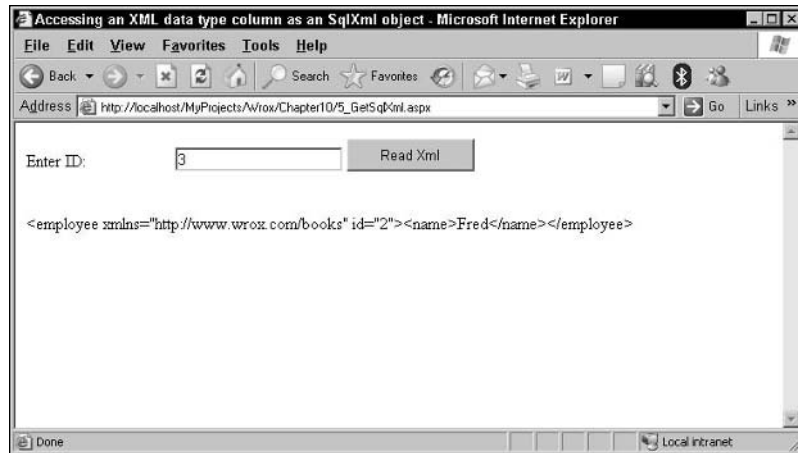 Accessing an XML data type column as an SqlXml object - Microsoft Internet Explorer
File Edit View Favorites Tools Help
Back Search Favorites
Address http://localhost/MyProjects/Wrox/Chapter10/5_GetSqlXml.aspx Go Links »
Enter ID: 3 Read Xml
<employee xmlns="http://www.wrox.com/books" id="2"><name>Fred</name></employee>
Done Local intranet